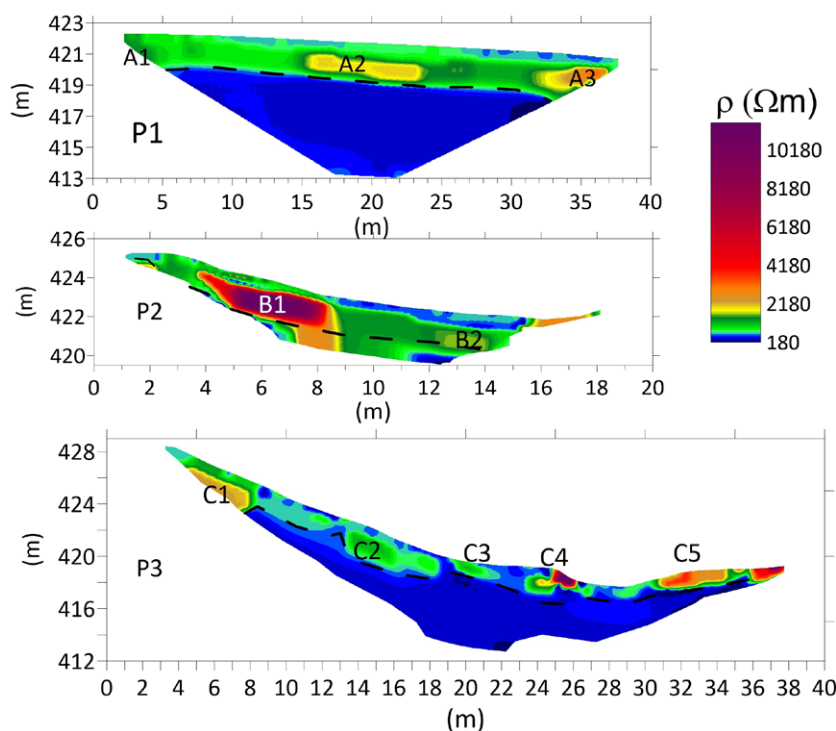 423
421
419
417
415
413
(m)
A1
A2
A3
P1
0 5 10 15 20 25 30 35 40
(m)
ρ (Ωm)
10180
8180
6180
4180
2180
180
426
424
422
420
(m)
P2
B1
B2
0 2 4 6 8 10 12 14 16 18 20
(m)
428
424
420
416
412
(m)
P3
C1
C2
C3
C4
C5
0 2 4 6 8 10 12 14 16 18 20 22 24 26 28 30 32 34 36 38 40
(m)